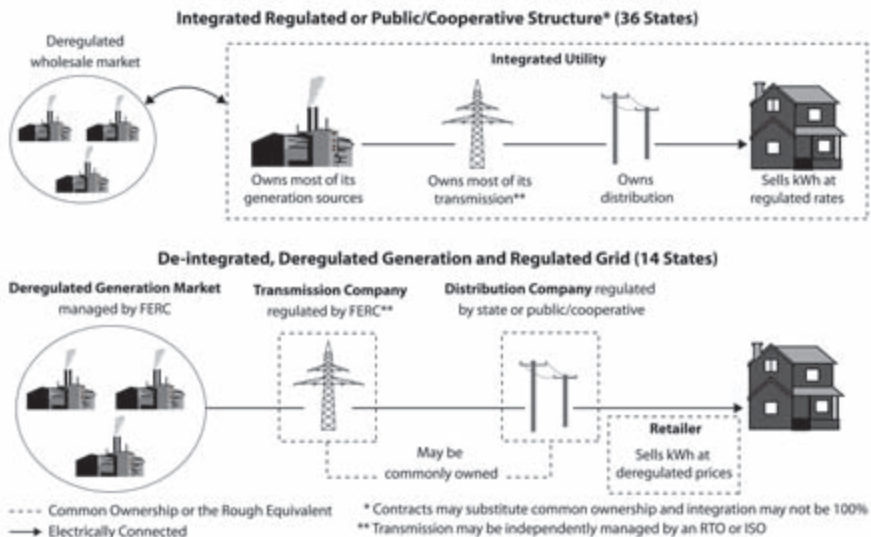 Integrated Regulated or Public/Cooperative Structure* (36 States)
Deregulated
wholesale market
Integrated Utility
Owns most of its
generation sources
Owns most of its
transmission**
Owns
distribution
Sells kWh at
regulated rates
De-integrated, Deregulated Generation and Regulated Grid (14 States)
Deregulated Generation Market
managed by FERC
Transmission Company
regulated by FERC**
Distribution Company regulated
by state or public/cooperative
May be
commonly owned
Retailer
Sells kWh at
deregulated prices
Common Ownership or the Rough Equivalent
Electrically Connected
* Contracts may substitute common ownership and integration may not be 100%
** Transmission may be independently managed by an RTO or ISO